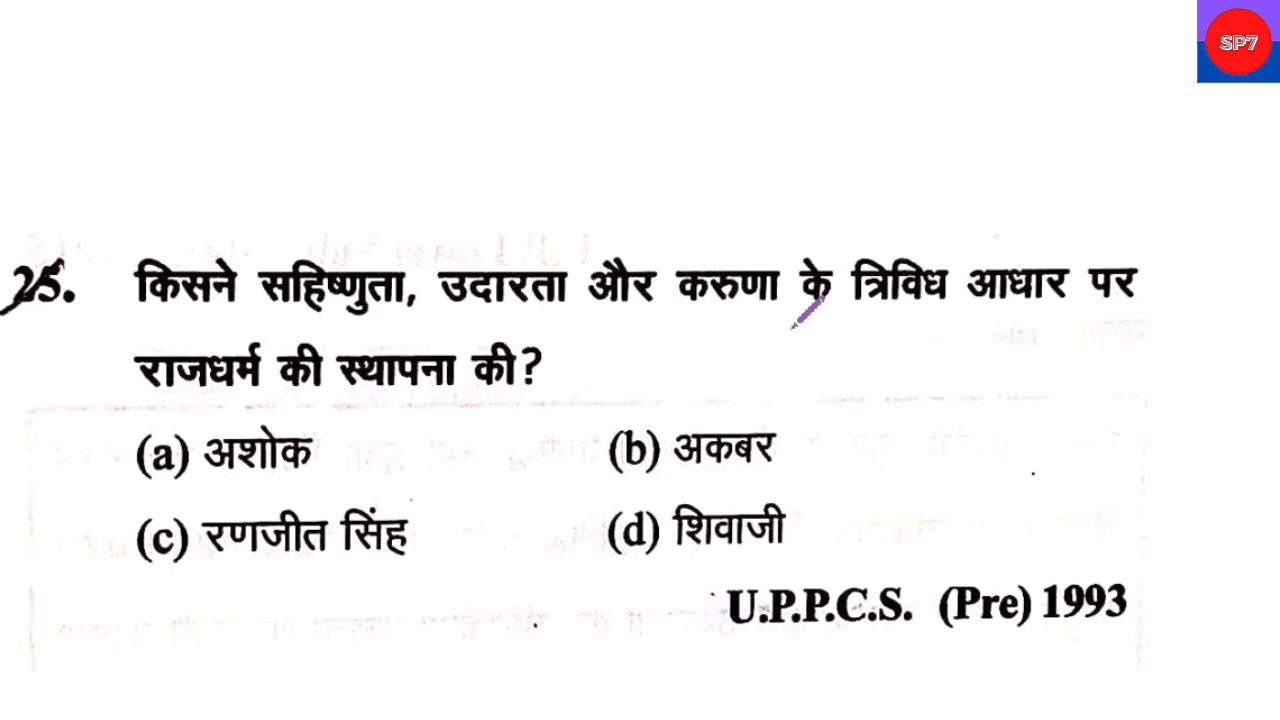 SP7
25. किसने सहिष्णुता, उदारता और करुणा के त्रिविध आधार पर
राजधर्म की स्थापना की?
(a) अशोक (b) अकबर
(c) रणजीत सिंह (d) शिवाजी
U.P.P.C.S. (Pre) 1993